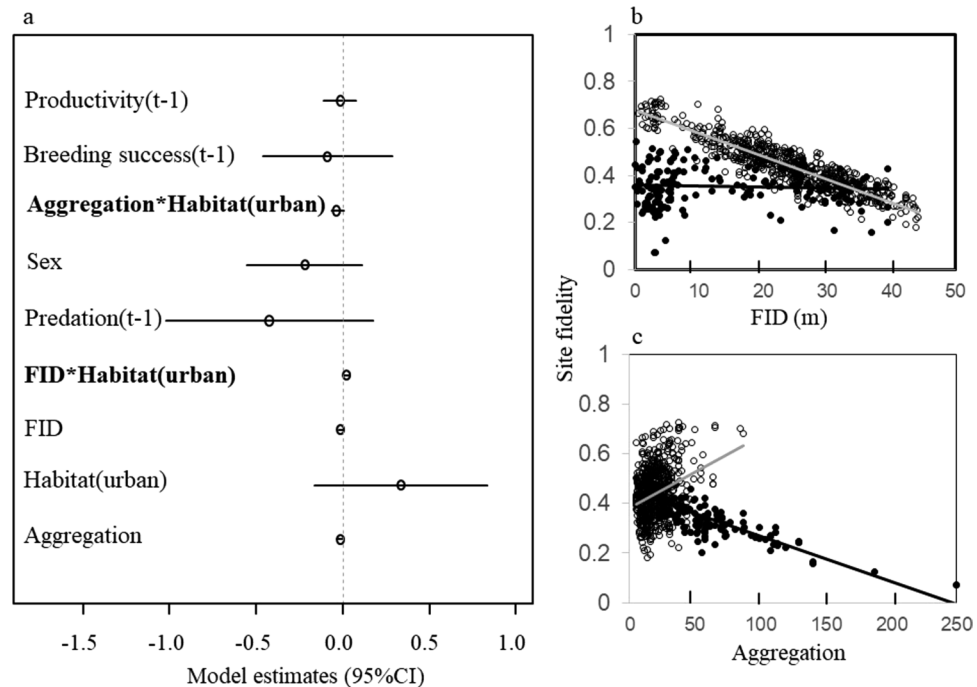 a
Productivity(t-1)
Breeding success(t-1)
Aggregation*Habitat(urban)
Sex
Predation(t-1)
FID*Habitat(urban)
FID
Habitat(urban)
Aggregation
-1.5 -1.0 -0.5 0.0 0.5 1.0
Model estimates (95%CI)
Site fidelity
b
1
0.8
0.6
0.4
0.2
0
0 10 20 30 40 50
FID (m)
c
1
0.8
0.6
0.4
0.2
0
0 50 100 150 200 250
Aggregation